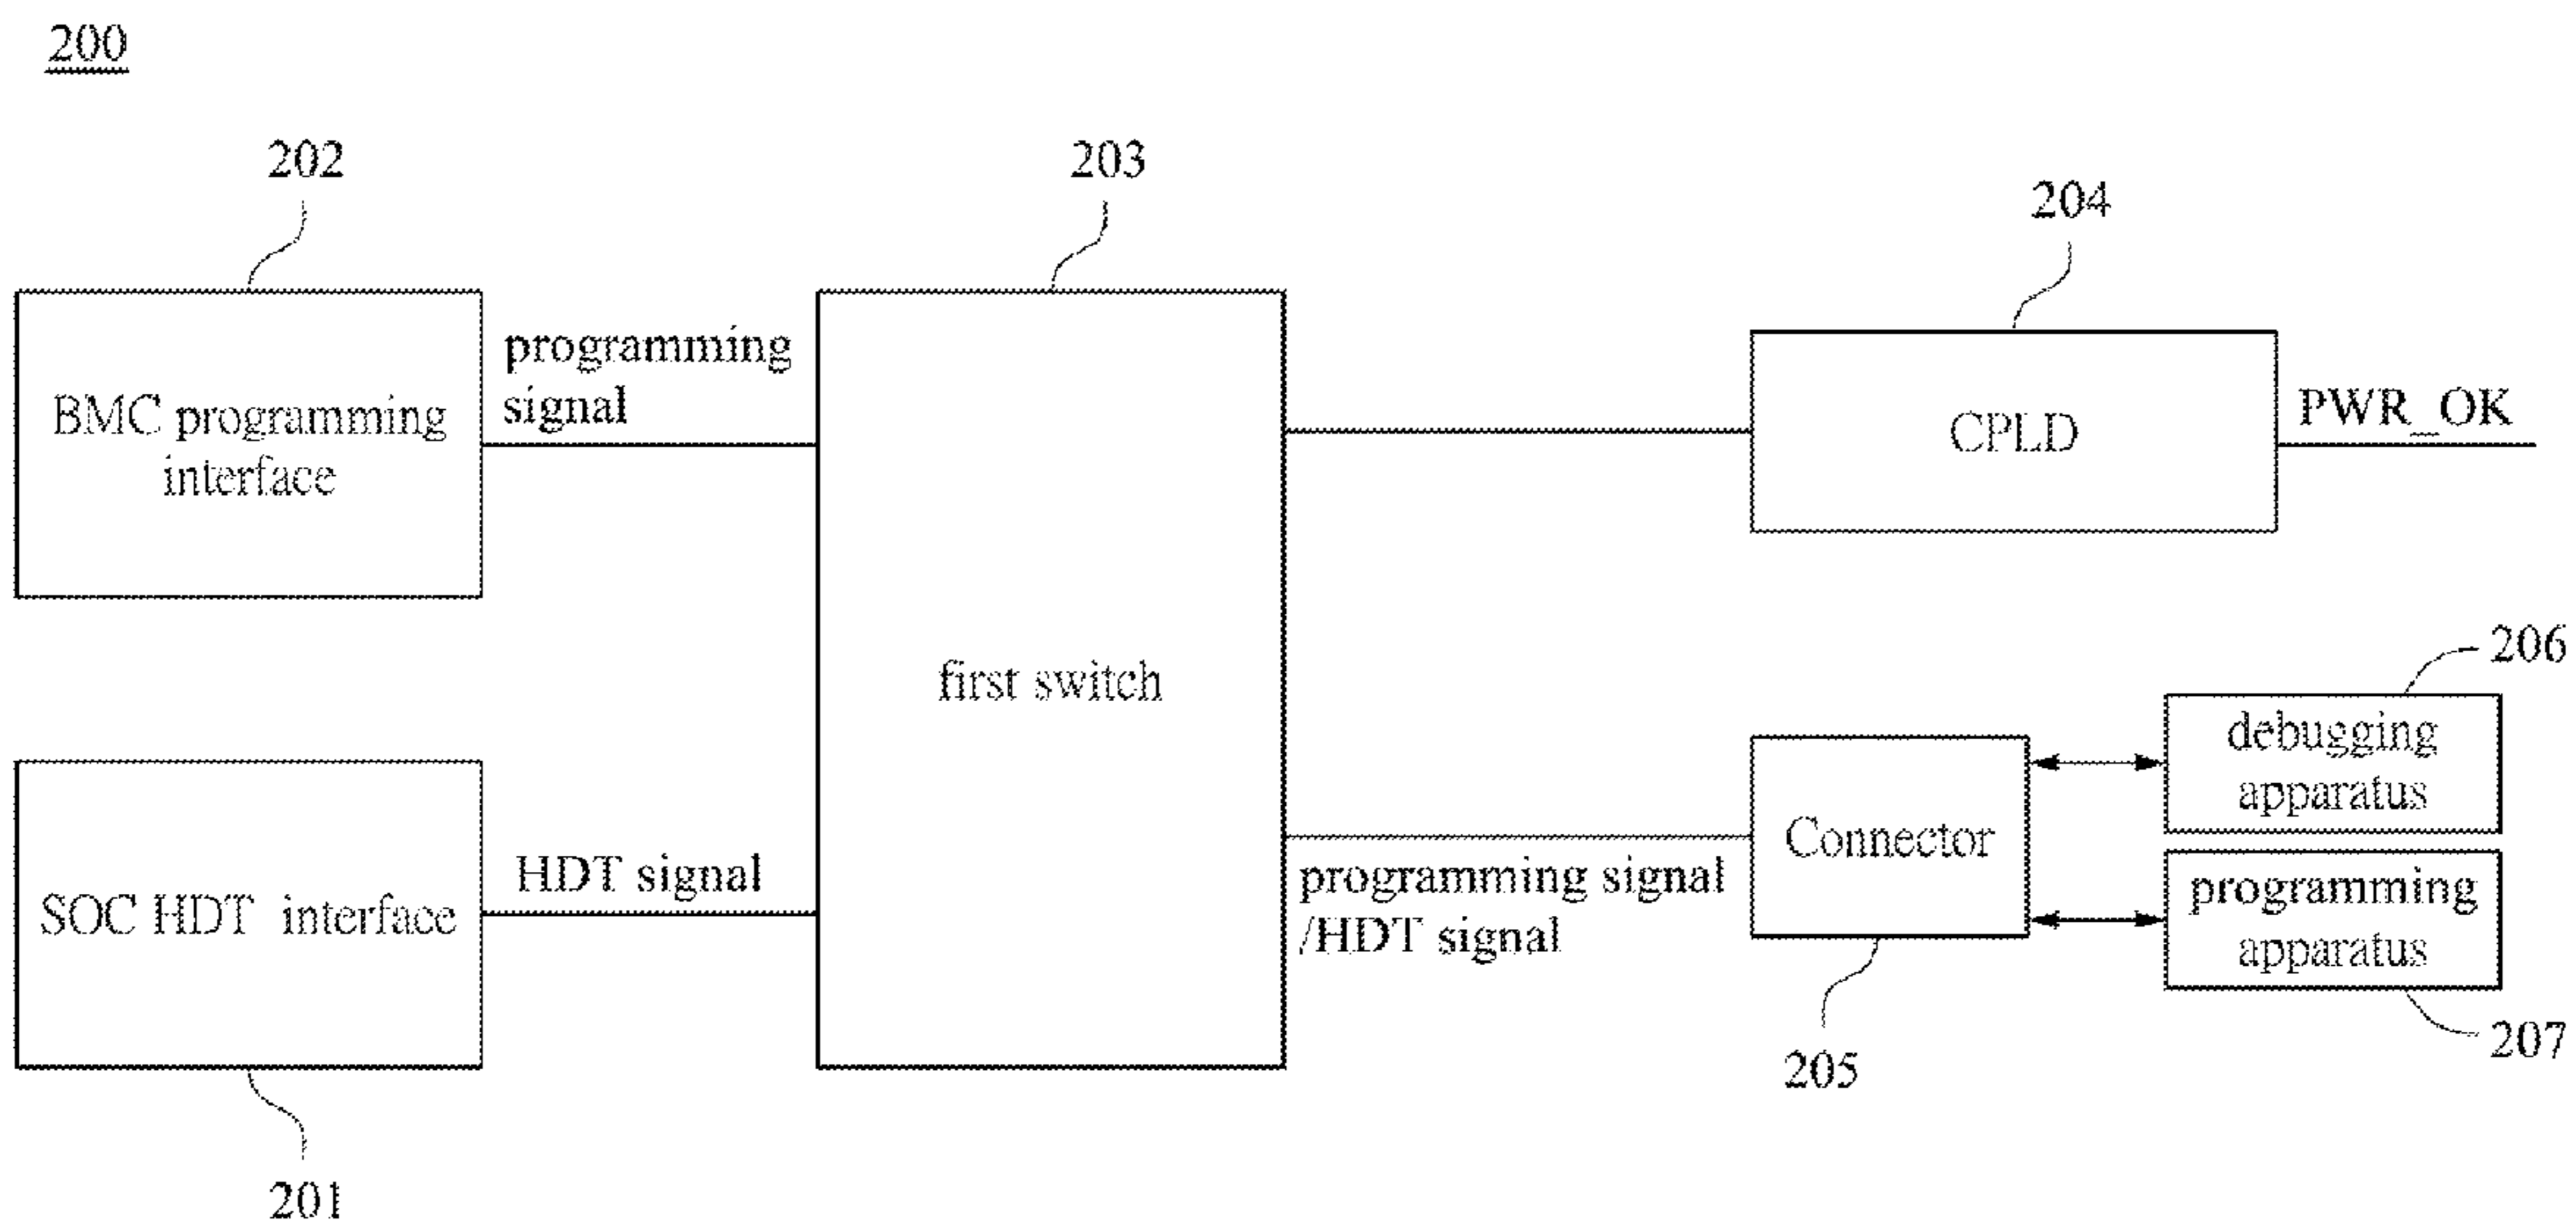 200
202
203
204
BMC programming
interface
programming
signal
first switch
CPLD
PWR_OK
SOC HDT interface
HDT signal
201
programming signal
/HDT signal
Connector
205
206
debugging
apparatus
programming
apparatus
207